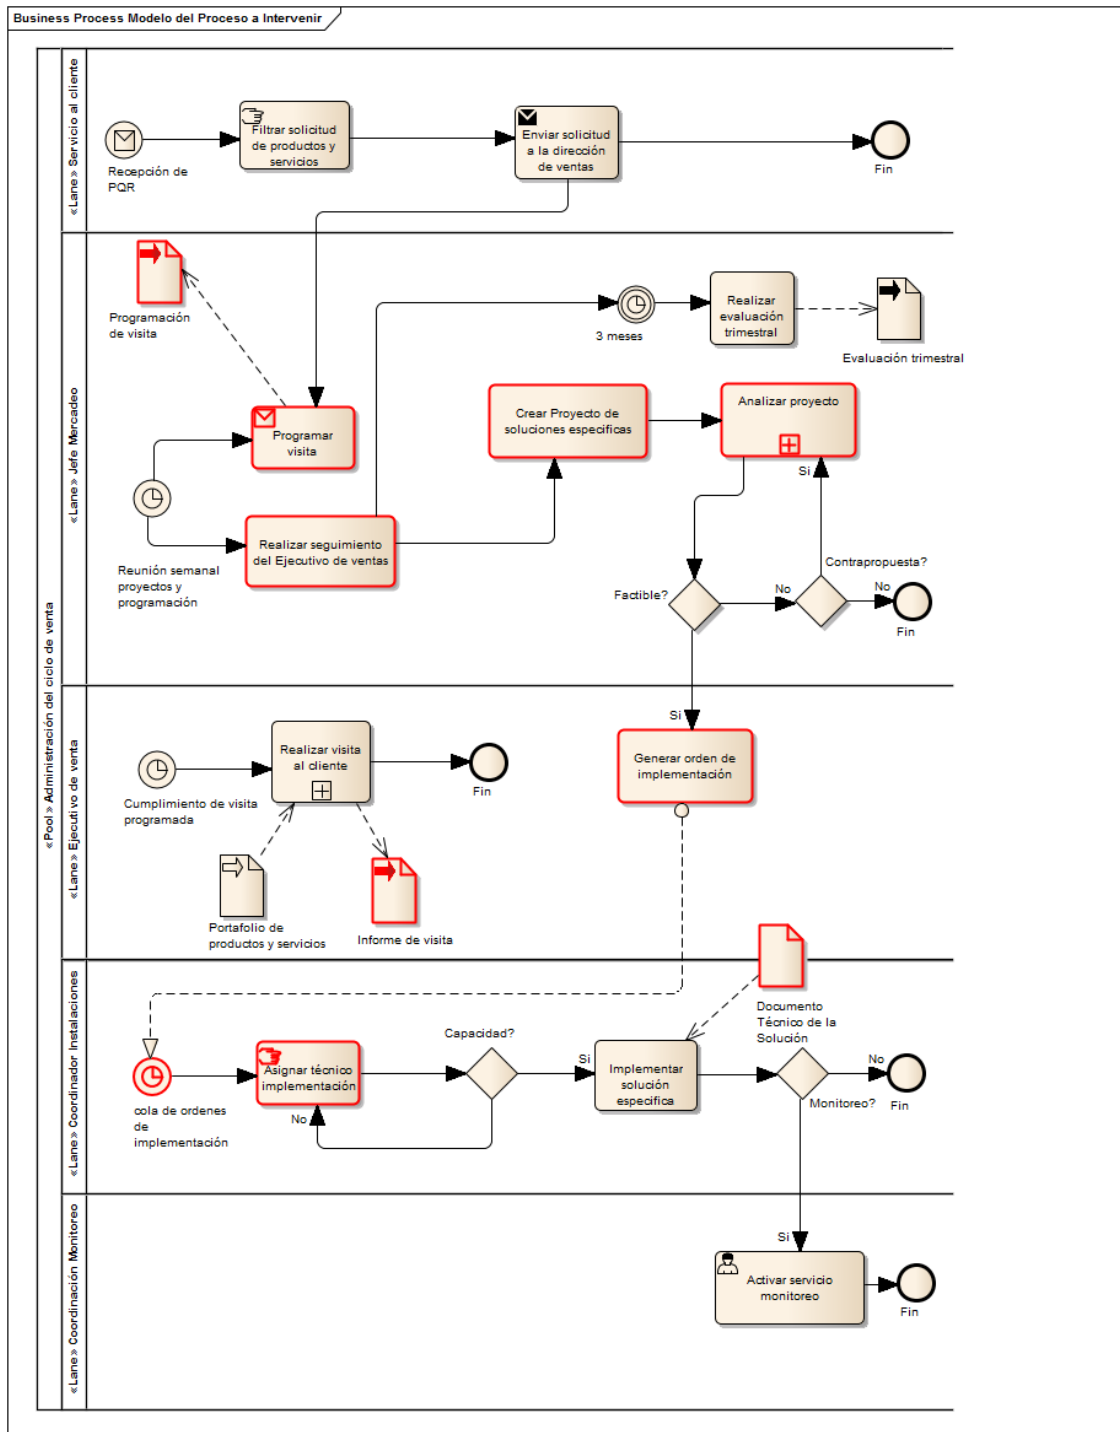 Business Process Modelo del Proceso a Intervenir
«Pool» Administración del ciclo de venta
«Lane» Servicio al cliente
Recepción de
PQR
Filtrar solicitud
de productos y
servicios
Enviar solicitud
a la dirección
de ventas
Fin
«Lane» Jefe Mercadeo
Programación
de visita
3 meses
Realizar
evaluación
trimestral
Evaluación trimestral
Programar
visita
Crear Proyecto de
soluciones especificas
Analizar proyecto
Si
Reunión semanal
proyectos y
programación
Realizar seguimiento
del Ejecutivo de ventas
Contrapropuesta?
Factible?
No
No
Fin
«Lane» Ejecutivo de venta
Si
Cumplimiento de visita
programada
Realizar visita
al cliente
Fin
Generar orden de
implementación
Portafolio de
productos y servicios
Informe de visita
«Lane» Coordinador Instalaciones
Documento
Técnico de la
Solución
cola de ordenes
de
implementación
Asignar técnico
implementación
Capacidad?
No
Si
Implementar
solución
especifica
Monitoreo?
No
Fin
«Lane» Coordinación Monitoreo
Si
Activar servicio
monitoreo
Fin